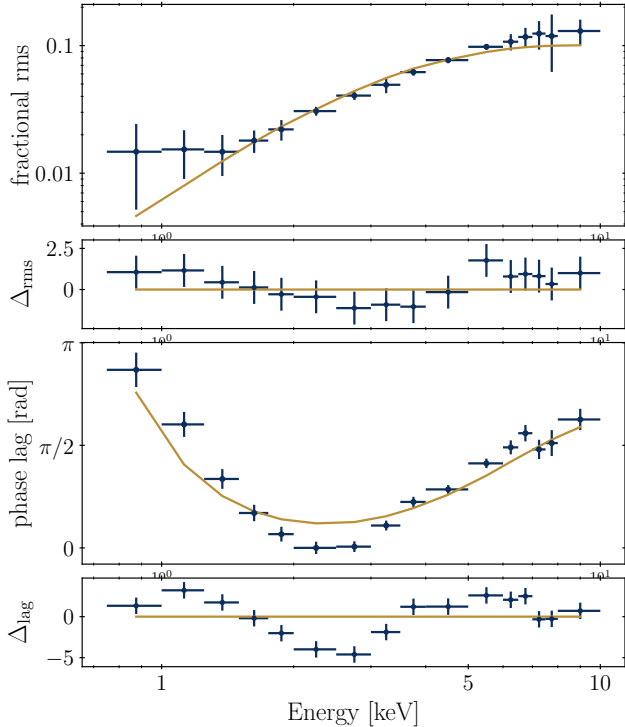 0.1
0.01
fractional rms
10⁰ 10¹
2.5
0
Δrms
10⁰ 10¹
π
π/2
0
phase lag [rad]
10⁰ 10¹
0
−5
Δlag
1 5 10
Energy [keV]